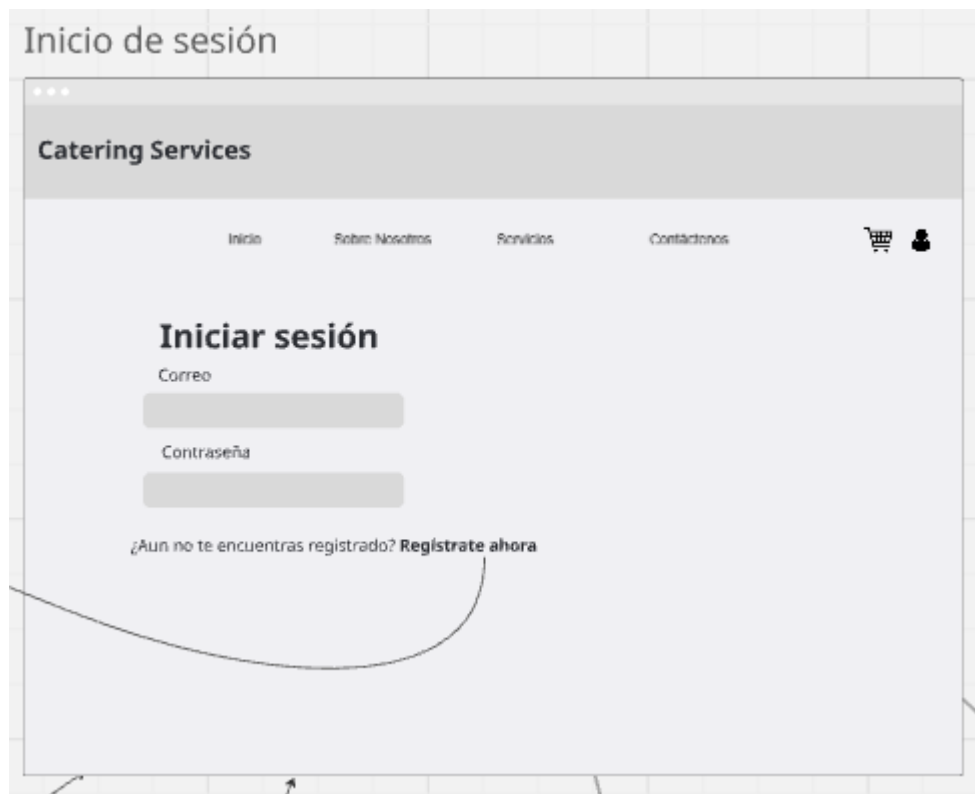 Inicio de sesión
Catering Services
Inicio Sobre Nosotros Servicios Contáctenos
Iniciar sesión
Correo
Contraseña
¿Aun no te encuentras registrado? Regístrate ahora